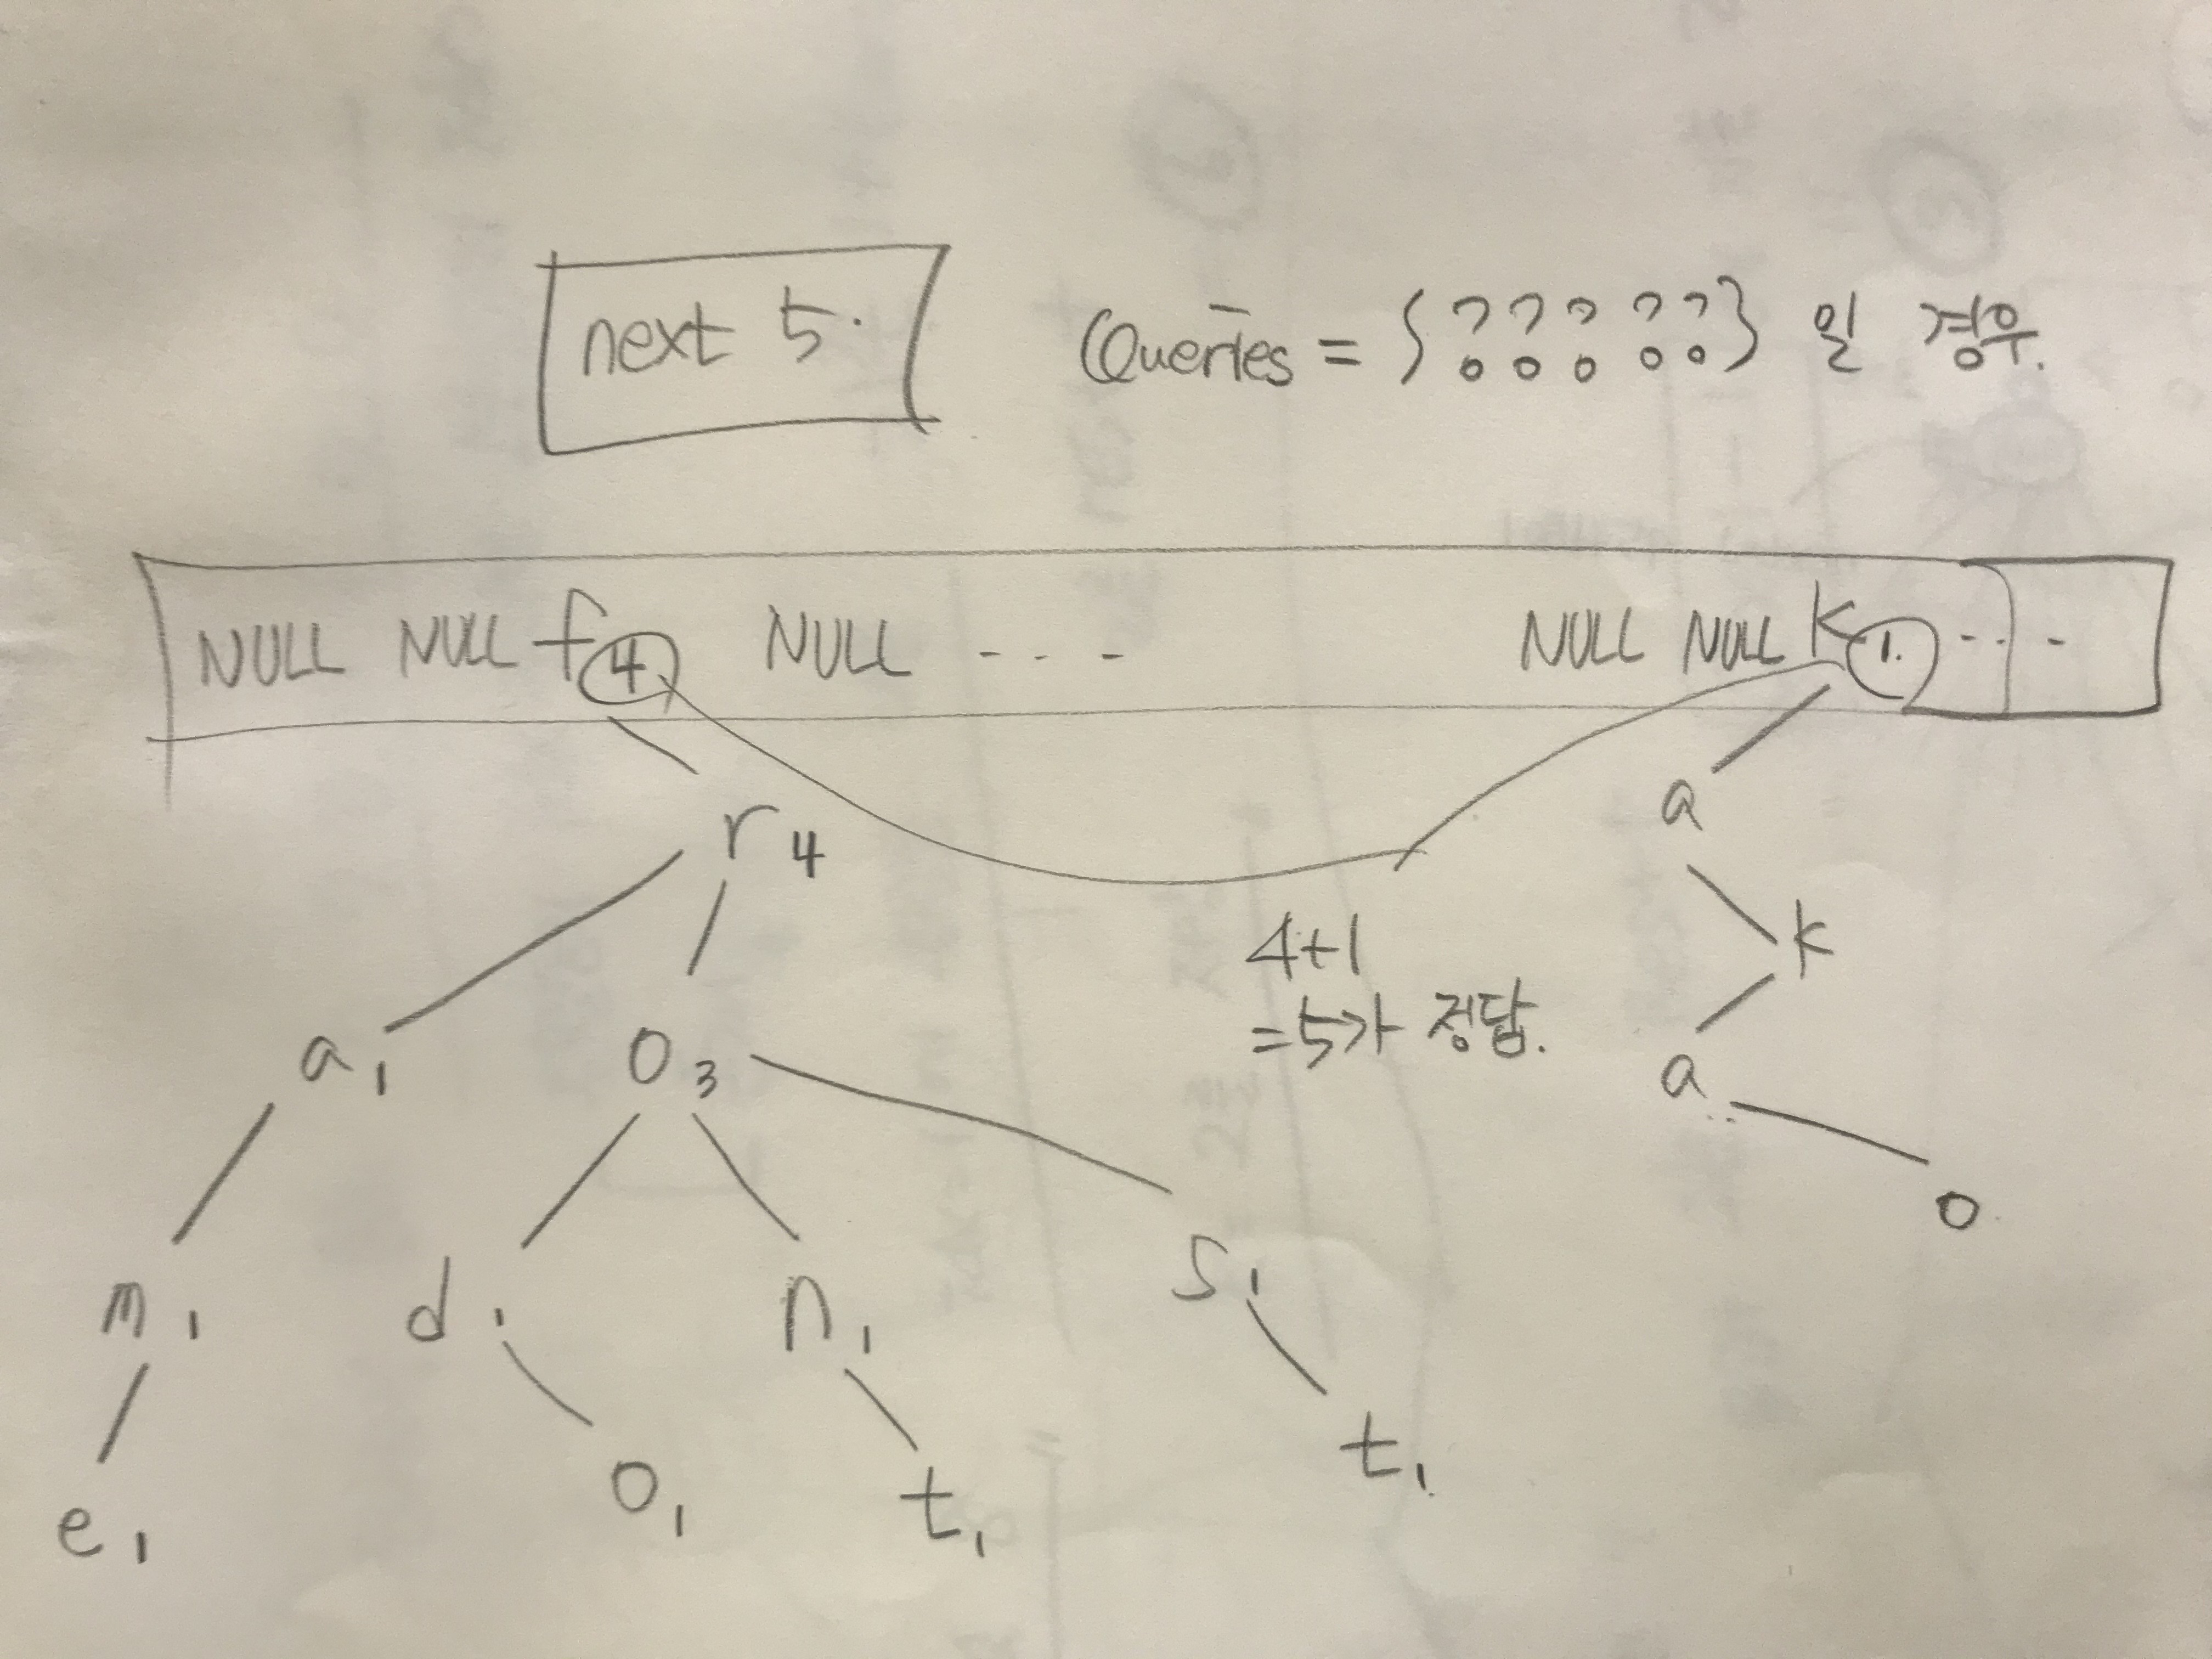 next 5.
Queries = {?????} 일 경우.
NULL NULL f 4 NULL --- NULL NULL k 1. ---
r 4
a
4+1
=5가 정답.
k
a 1
o 3
a
o
m 1
d 1
n 1
s 1
e 1
o 1
t 1
t 1